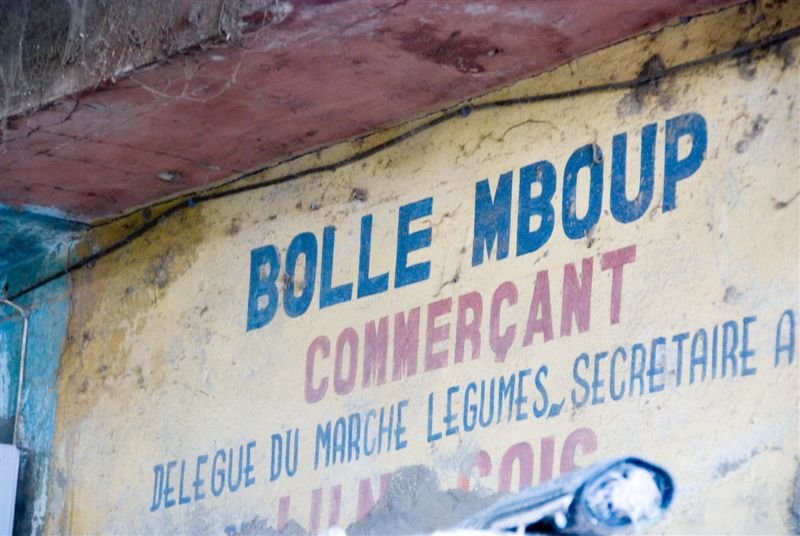 BOLLE MBOUP
COMMERÇANT
DELEGUE DU MARCHE LEGUMES, SECRETAIRE A